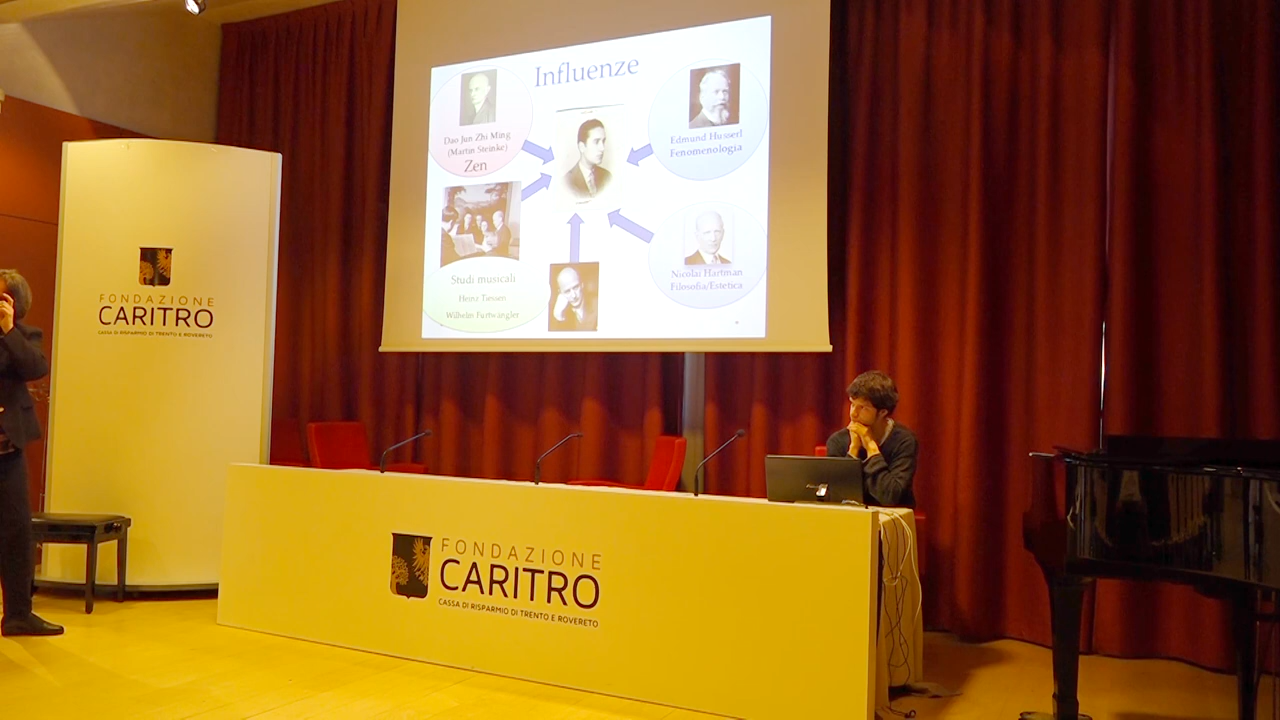 Influenze
Dao Jun Zhi Ming
(Martin Steinke)
Zen
Edmund Husserl
Fenomenologia
Studi musicali
Heinz Tiessen
Wilhelm Furtwängler
Nicolai Hartman
Filosofia/Estetica
FONDAZIONE
CARITRO
CASSA DI RISPARMIO DI TRENTO E ROVERETO
FONDAZIONE
CARITRO
CASSA DI RISPARMIO DI TRENTO E ROVERETO